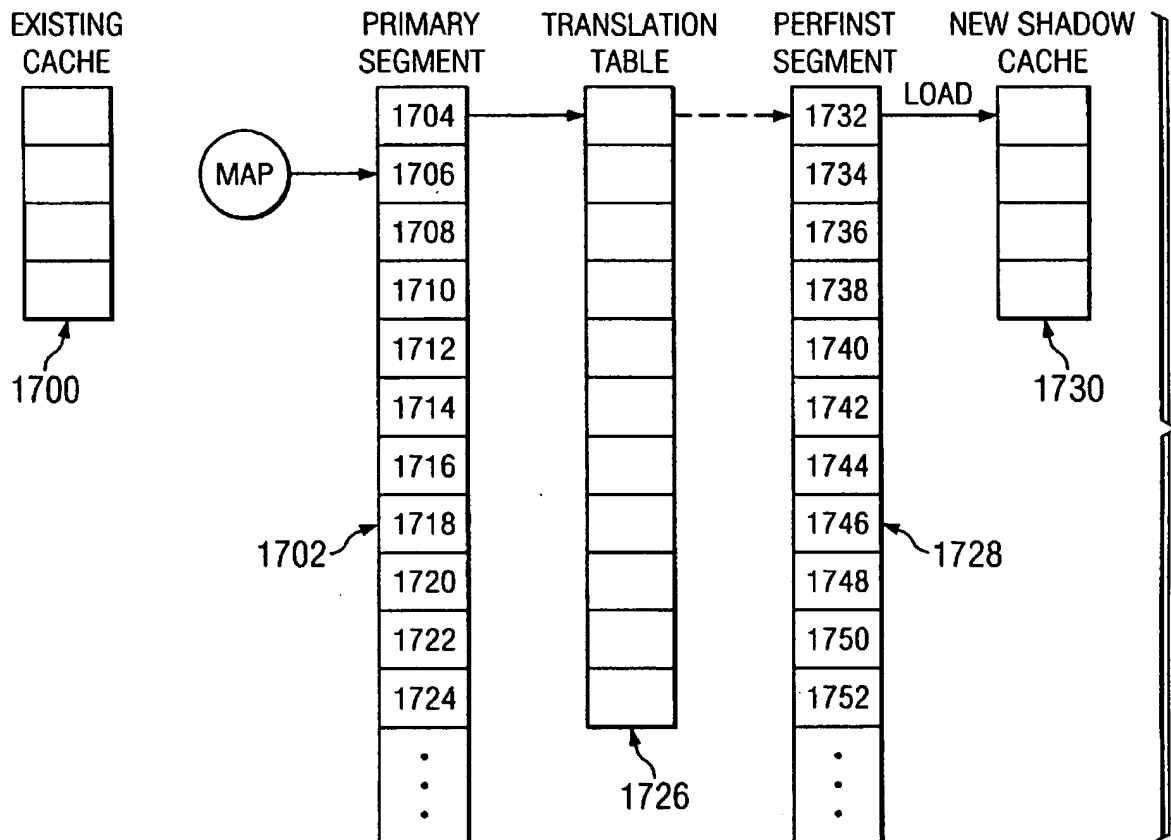 EXISTING
CACHE
PRIMARY
SEGMENT
TRANSLATION
TABLE
PERFINST
SEGMENT
NEW SHADOW
CACHE
LOAD
MAP
1704
1706
1708
1710
1712
1714
1716
1718
1720
1722
1724
1732
1734
1736
1738
1740
1742
1744
1746
1748
1750
1752
1700
1702
1726
1728
1730